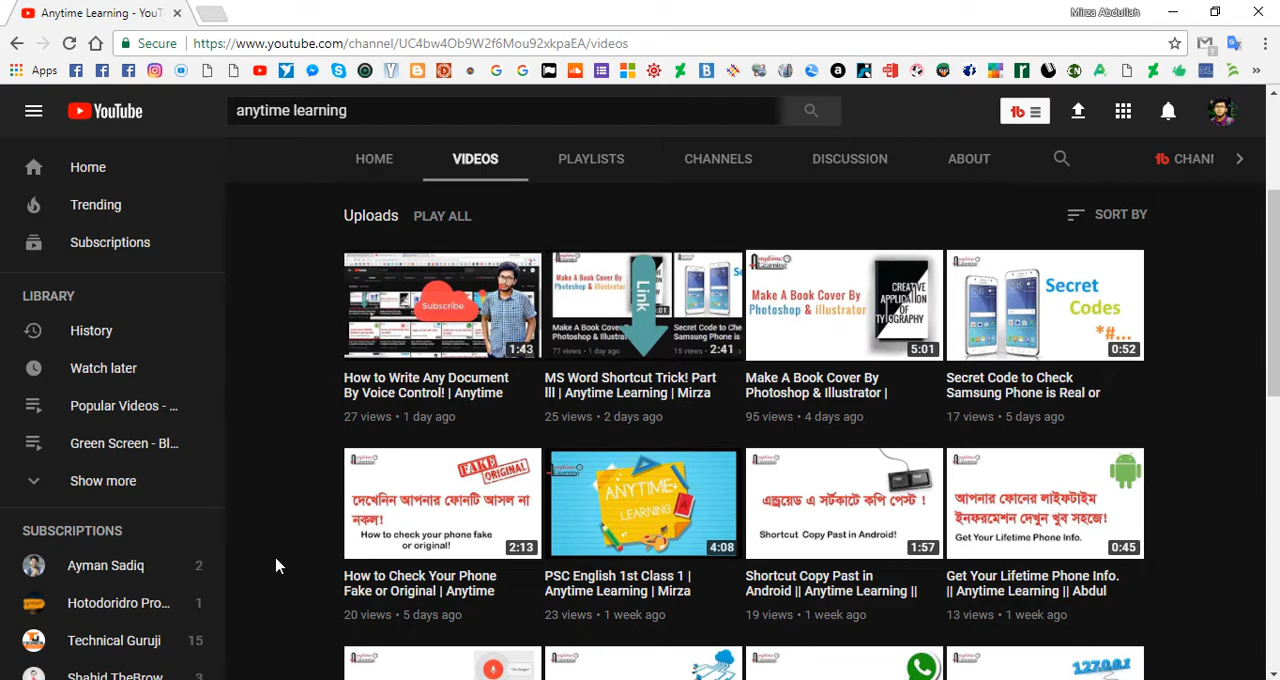 Anytime Learning - YouT
Mirza Abdullah
Secure
https://www.youtube.com/channel/UC4bw4Ob9W2f6Mou92xkpaEA/videos
Apps
YouTube
anytime learning
HOME
VIDEOS
PLAYLISTS
CHANNELS
DISCUSSION
ABOUT
CHANI
Home
Trending
Subscriptions
LIBRARY
History
Watch later
Popular Videos - ...
Green Screen - Bl...
Show more
SUBSCRIPTIONS
Ayman Sadiq 2
Hotodoridro Pro... 1
Technical Guruji 15
Shahid TheBrow 3
Uploads PLAY ALL
SORT BY
Subscribe
1:43
How to Write Any Document
By Voice Control! | Anytime
27 views • 1 day ago
Make A Book Cover By
Photoshop & Illustrator
Link
2:41
MS Word Shortcut Trick! Part
lll | Anytime Learning | Mirza
25 views • 2 days ago
Make A Book Cover By
Photoshop & Illustrator
CREATIVE
APPLICATION
OF
TYPOGRAPHY
5:01
Make A Book Cover By
Photoshop & Illustrator |
95 views • 4 days ago
Secret
Codes
*#...
0:52
Secret Code to Check
Samsung Phone is Real or
17 views • 5 days ago
FAKE
ORIGINAL
দেখেনিন আপনার ফোনটি আসল না
নকল!
How to check your phone fake
or original!
2:13
How to Check Your Phone
Fake or Original | Anytime
20 views • 5 days ago
ANYTIME
LEARNING
4:08
PSC English 1st Class 1 |
Anytime Learning | Mirza
23 views • 1 week ago
এন্ড্রয়েড এ সর্টকাটে কপি পেস্ট !
Shortcut Copy Past in Android!
1:57
Shortcut Copy Past in
Android || Anytime Learning ||
19 views • 1 week ago
আপনার ফোনের লাইফটাইম
ইনফরমেশন দেখুন খুব সহজে!
Get Your Lifetime Phone Info.
0:45
Get Your Lifetime Phone Info.
|| Anytime Learning || Abdul
13 views • 1 week ago
127.0.0.1